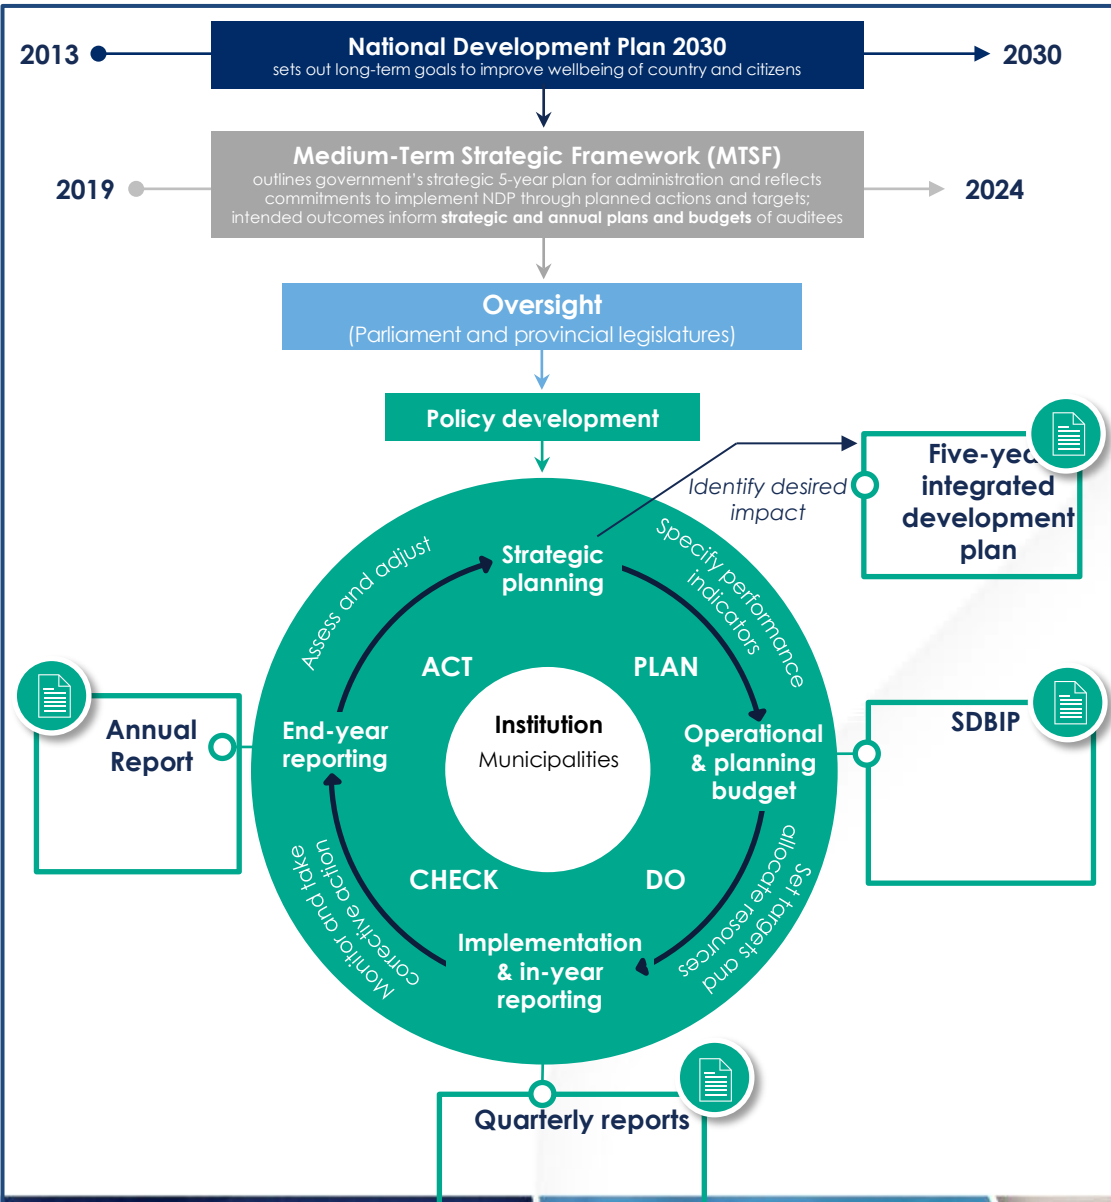 2013
National Development Plan 2030
sets out long-term goals to improve wellbeing of country and citizens
2030
Medium-Term Strategic Framework (MTSF)
outlines government's strategic 5-year plan for administration and reflects
commitments to implement NDP through planned actions and targets;
intended outcomes inform strategic and annual plans and budgets of auditees
2019
2024
Oversight
(Parliament and provincial legislatures)
Policy development
Identify desired
impact
Five-year
integrated
development
plan
Strategic
planning
Specify performance
indicators
Assess and adjust
ACT
PLAN
Annual
Report
End-year
reporting
Institution
Municipalities
Operational
& planning
budget
SDBIP
CHECK
DO
Set targets and
allocate resources
Monitor and take
corrective action
Implementation
& in-year
reporting
Quarterly reports